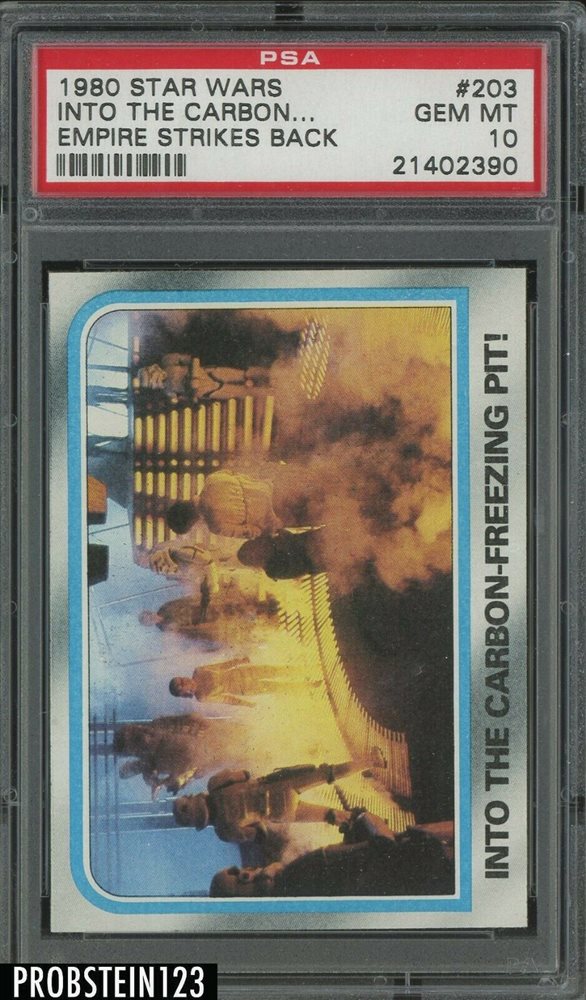 PSA
1980 STAR WARS #203
INTO THE CARBON... GEM MT
EMPIRE STRIKES BACK 10
21402390
INTO THE CARBON-FREEZING PIT!
PROBSTEIN123